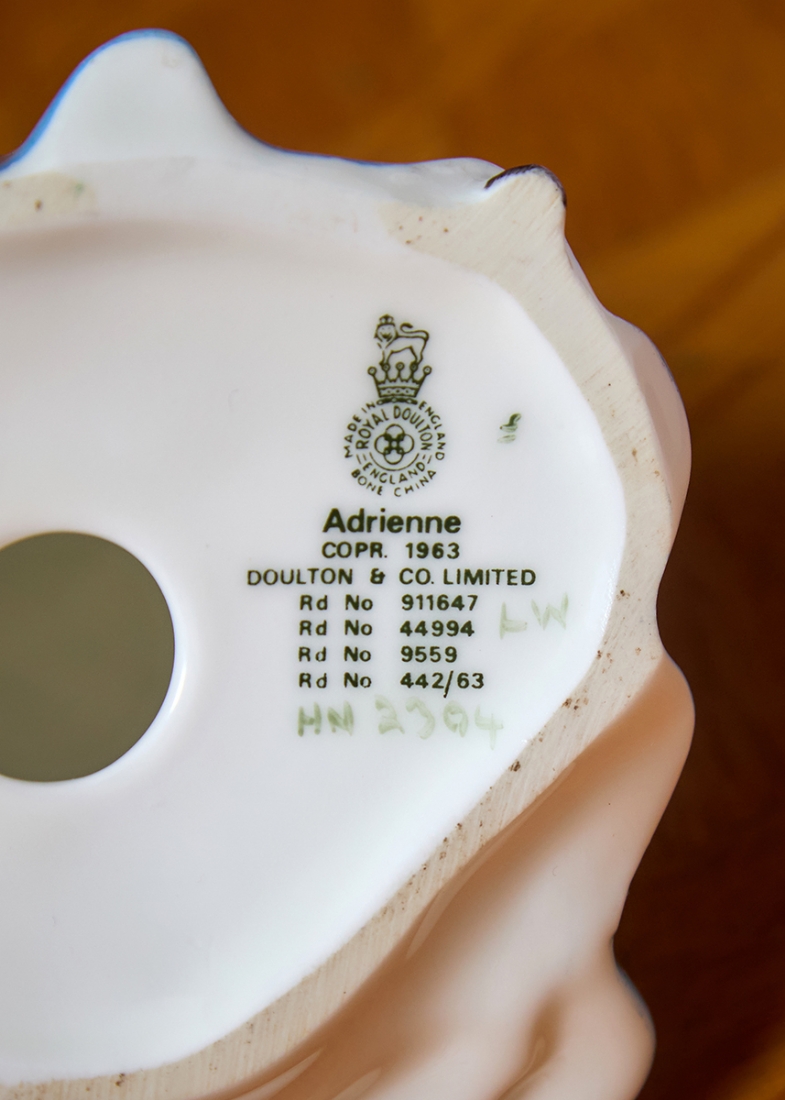 MADE IN ENGLAND
ROYAL DOULTON
ENGLAND
BONE CHINA
Adrienne
COPR. 1963
DOULTON & CO. LIMITED
Rd No 911647
Rd No 44994 LW
Rd No 9559
Rd No 442/63
HN 2304